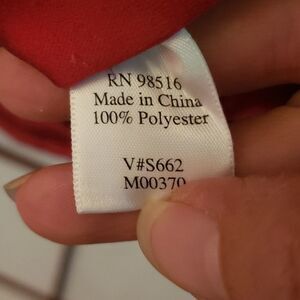 RN 98516
Made in China
100% Polyester
V#S662
M00370